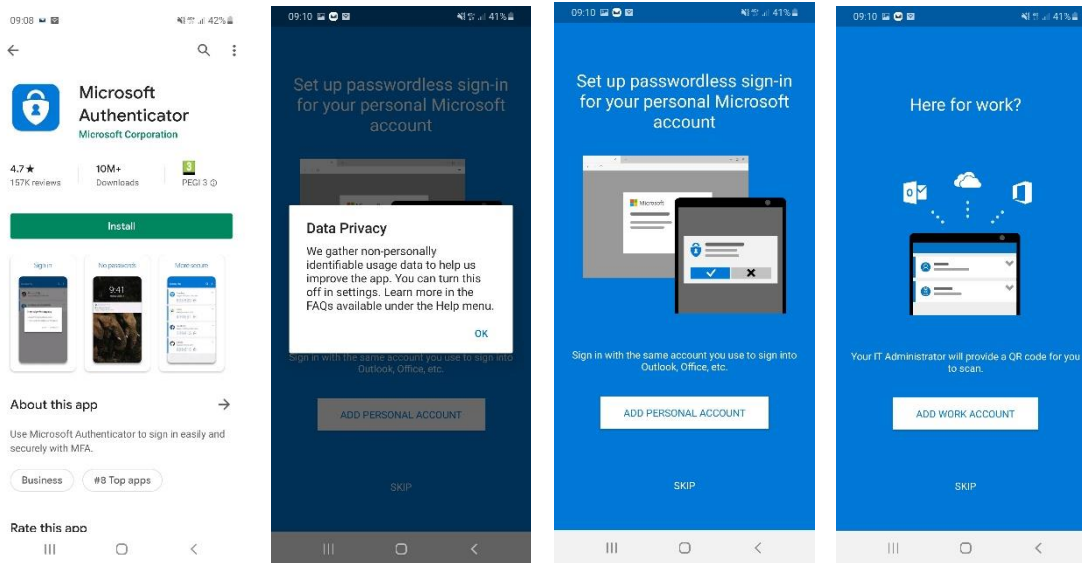 09:08
42%
Microsoft
Authenticator
Microsoft Corporation
4.7★
157K reviews
10M+
Downloads
3
PEGI 3
Install
Sign in
No passwords
More secure
9:41
About this app
Use Microsoft Authenticator to sign in easily and
securely with MFA.
Business
#8 Top apps
Rate this app
09:10
41%
Set up passwordless sign-in
for your personal Microsoft
account
Data Privacy
We gather non-personally
identifiable usage data to help us
improve the app. You can turn this
off in settings. Learn more in the
FAQs available under the Help menu.
OK
Sign in with the same account you use to sign into
Outlook, Office, etc.
ADD PERSONAL ACCOUNT
SKIP
09:10
41%
Set up passwordless sign-in
for your personal Microsoft
account
Microsoft
Sign in with the same account you use to sign into
Outlook, Office, etc.
ADD PERSONAL ACCOUNT
SKIP
09:10
41%
Here for work?
Your IT Administrator will provide a QR code for you
to scan.
ADD WORK ACCOUNT
SKIP